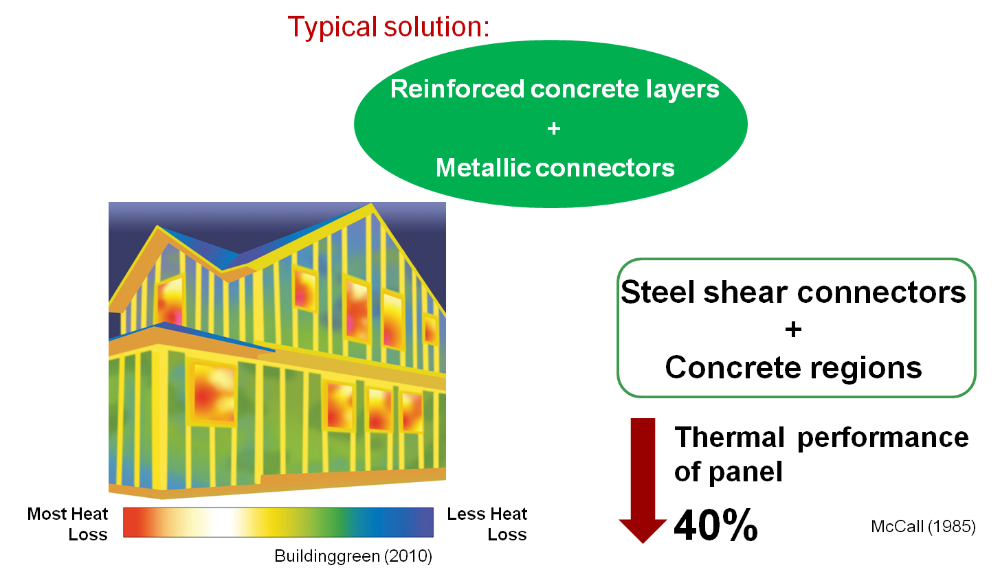 Typical solution:
Reinforced concrete layers
+
Metallic connectors
Steel shear connectors
+
Concrete regions
Thermal performance
of panel
40%
McCall (1985)
Most Heat
Loss
Less Heat
Loss
Buildinggreen (2010)